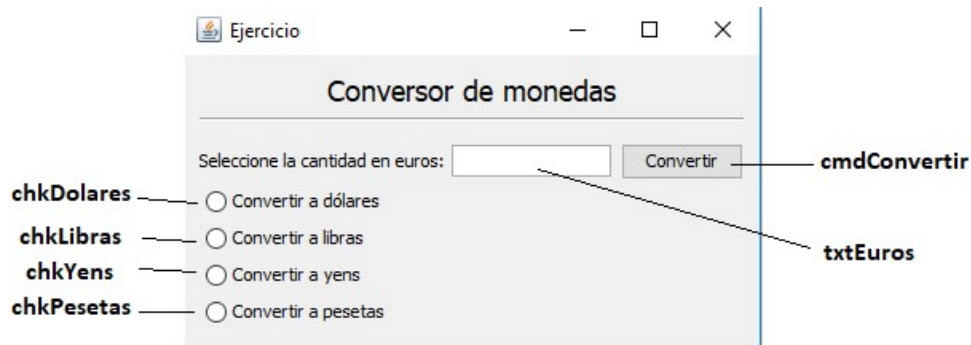 Ejercicio
Conversor de monedas
Seleccione la cantidad en euros: Convertir cmdConvertir
chkDolares Convertir a dólares
chkLibras Convertir a libras
txtEuros
chkYens Convertir a yens
chkPesetas Convertir a pesetas